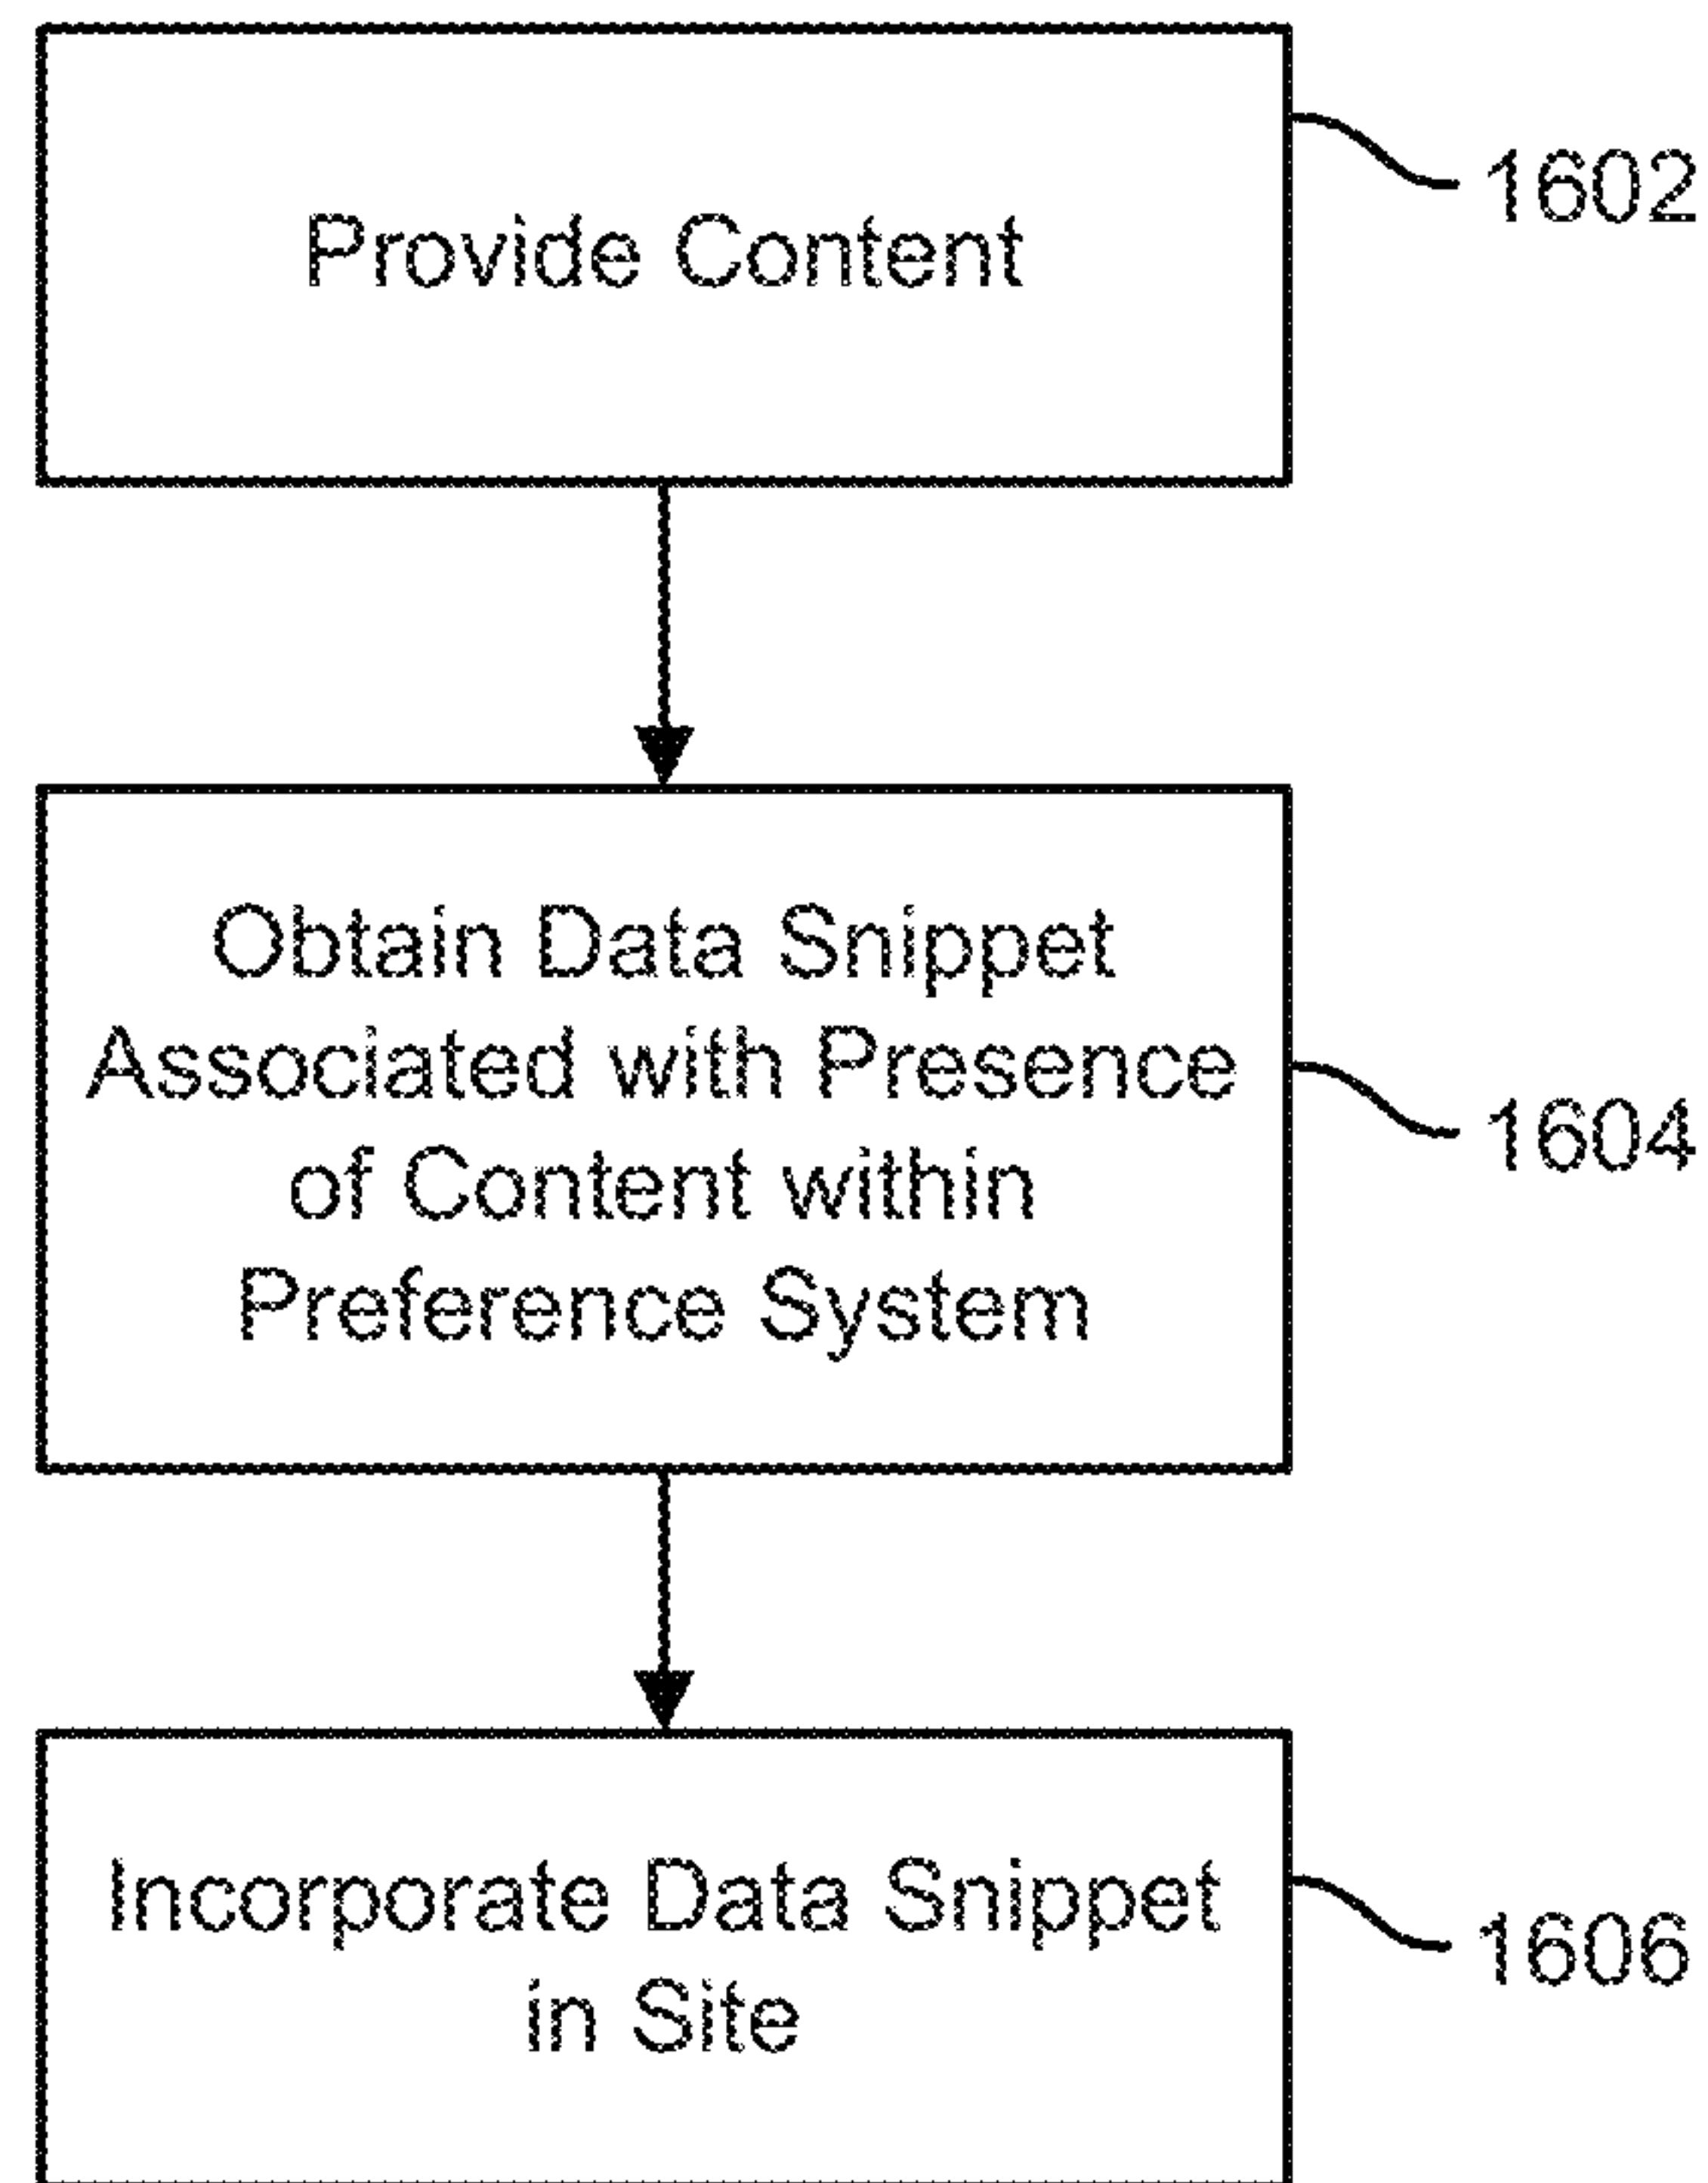 Provide Content
1602
Obtain Data Snippet
Associated with Presence
of Content within
Preference System
1604
Incorporate Data Snippet
in Site
1606